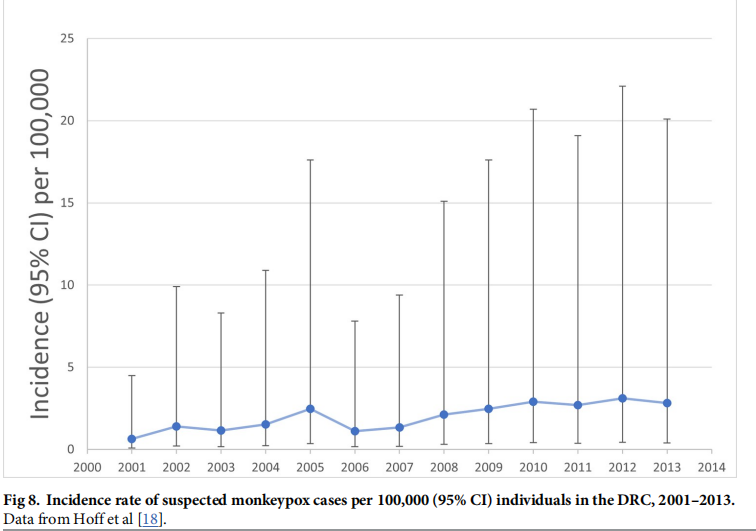 25
20
15
10
5
0
Incidence (95% CI) per 100,000
2000 2001 2002 2003 2004 2005 2006 2007 2008 2009 2010 2011 2012 2013 2014
Fig 8. Incidence rate of suspected monkeypox cases per 100,000 (95% CI) individuals in the DRC, 2001–2013.
Data from Hoff et al [18].